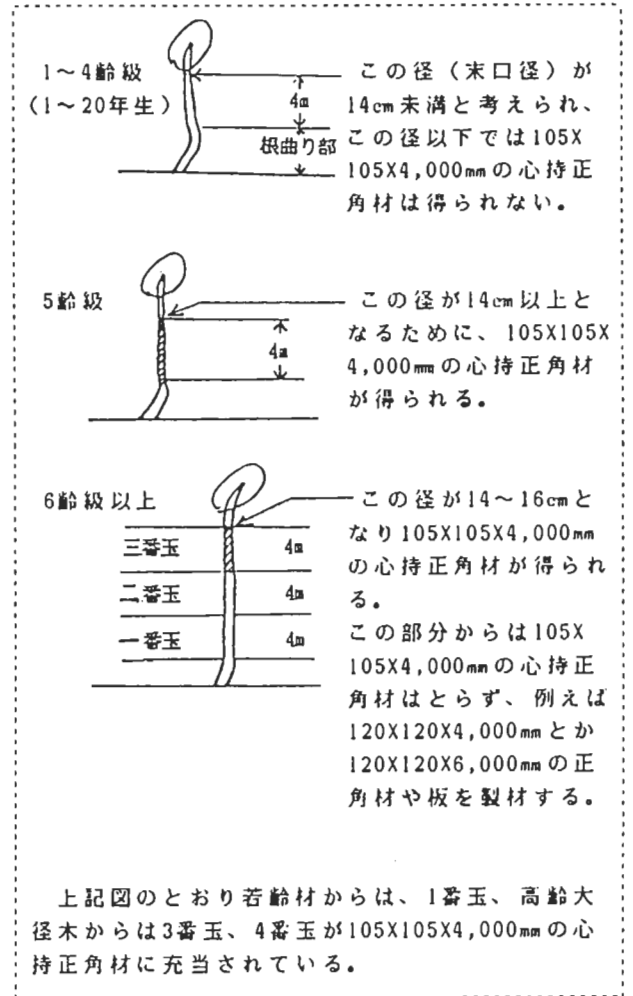 1〜4齢級
(1〜20年生)
4m
根曲り部
この径(末口径)が
14cm未満と考えられ、
この径以下では105X
105X4,000mmの心持正
角材は得られない。
5齢級
4m
この径が14cm以上と
なるために、105X105X
4,000mmの心持正角材
が得られる。
6齢級以上
三番玉 4m
二番玉 4m
一番玉 4m
この径が14〜16cmと
なり105X105X4,000mm
の心持正角材が得られ
る。
この部分からは105X
105X4,000mmの心持正
角材はとらず、例えば
120X120X4,000mmとか
120X120X6,000mmの正
角材や板を製材する。
上記図のとおり若齢材からは、1番玉、高齢大
径木からは3番玉、4番玉が105X105X4,000mmの心
持正角材に充当されている。